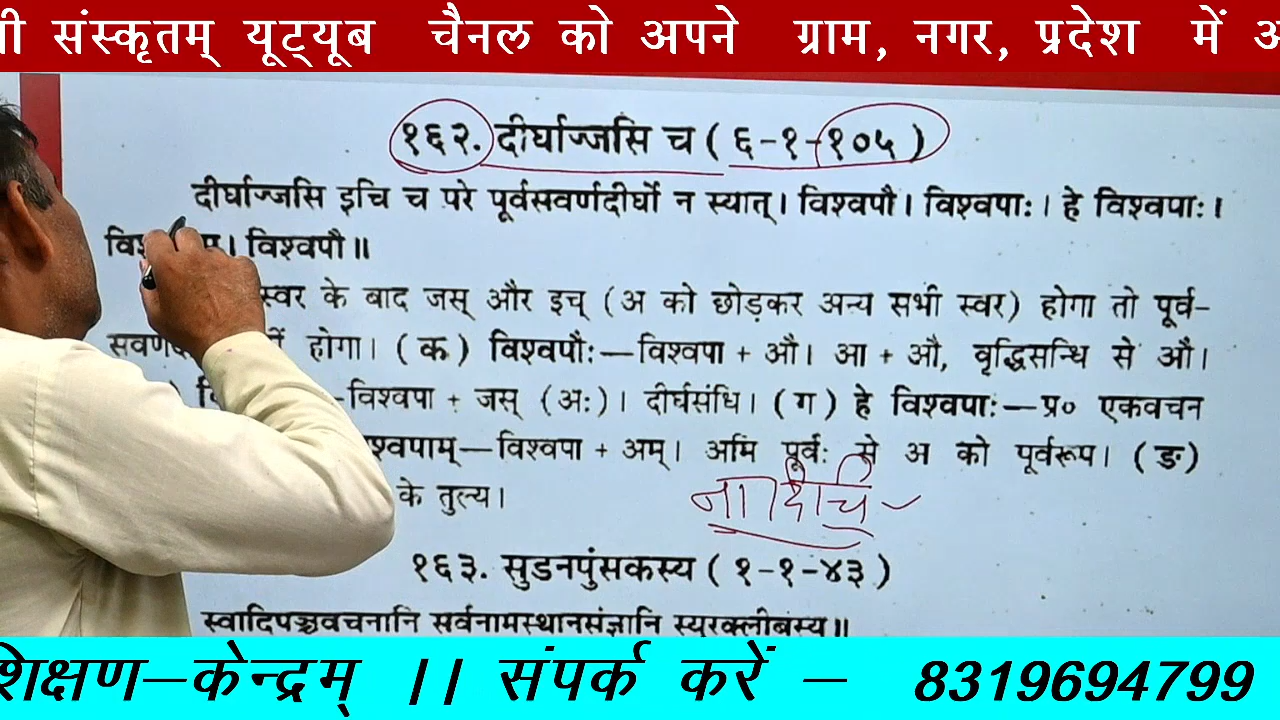 संस्कृतम् यूट्यूब चैनल को अपने ग्राम, नगर, प्रदेश में
१६२. दीर्घाज्जसि च ( ६-१-१०५ )
दीर्घाज्जसि इचि च परे पूर्वसवर्णदीर्घो न स्यात्। विश्वपौ। विश्वपाः। हे विश्वपाः।
विश्वपौ॥
स्वर के बाद जस् और इच् (अ को छोड़कर अन्य सभी स्वर) होगा तो पूर्व-
होगा। (क) विश्वपौः—विश्वपा + औ। आ + औ, वृद्धिसन्धि से औ।
-विश्वपा + जस् (अः)। दीर्घसंधि। (ग) हे विश्वपाः—प्र० एकवचन
श्वपाम्—विश्वपा + अम्। अमि पूर्वः से अ को पूर्वरूप। (ङ)
के तुल्य।
१६३. सुडनपुंसकस्य ( १-१-४३ )
स्वादिपञ्चवचनानि सर्वनामस्थानसंज्ञानि स्युरक्लीबस्य॥
शिक्षण–केन्द्रम् ।। संपर्क करें – 8319694799